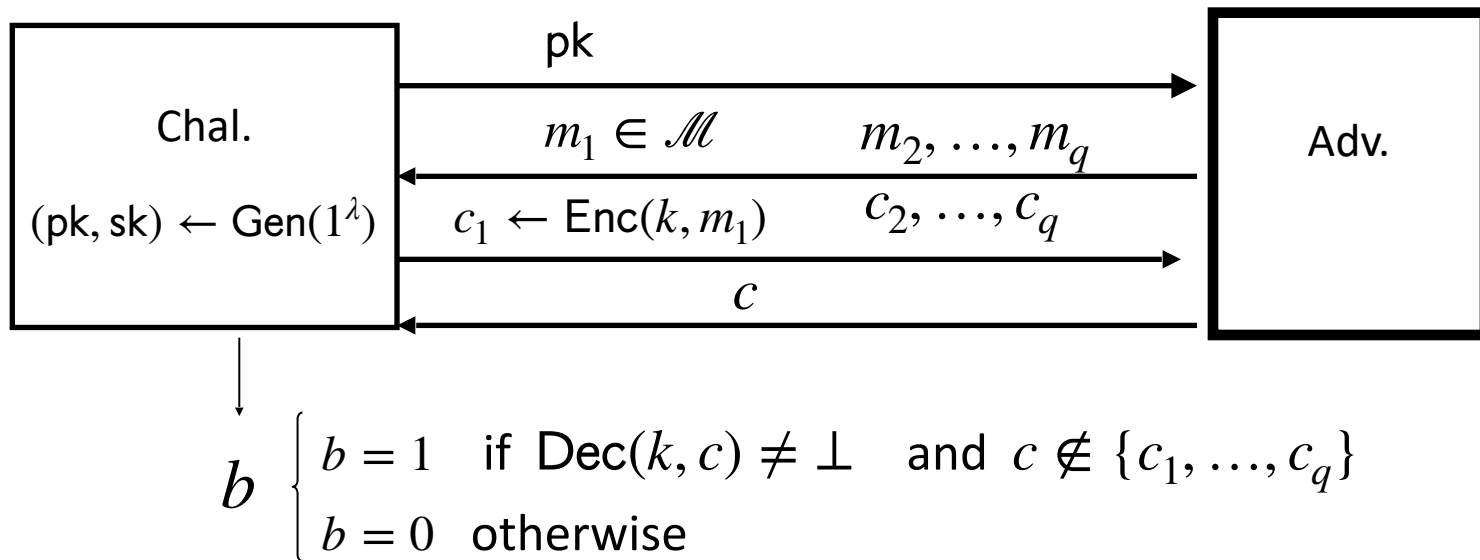 pk
Chal.
m₁ ∈ ℳ m₂, …, m_q
Adv.
(pk, sk) ← Gen(1^λ)
c₁ ← Enc(k, m₁) c₂, …, c_q
c
b { b = 1 if Dec(k, c) ≠ ⊥ and c ∉ {c₁, …, c_q}
b = 0 otherwise